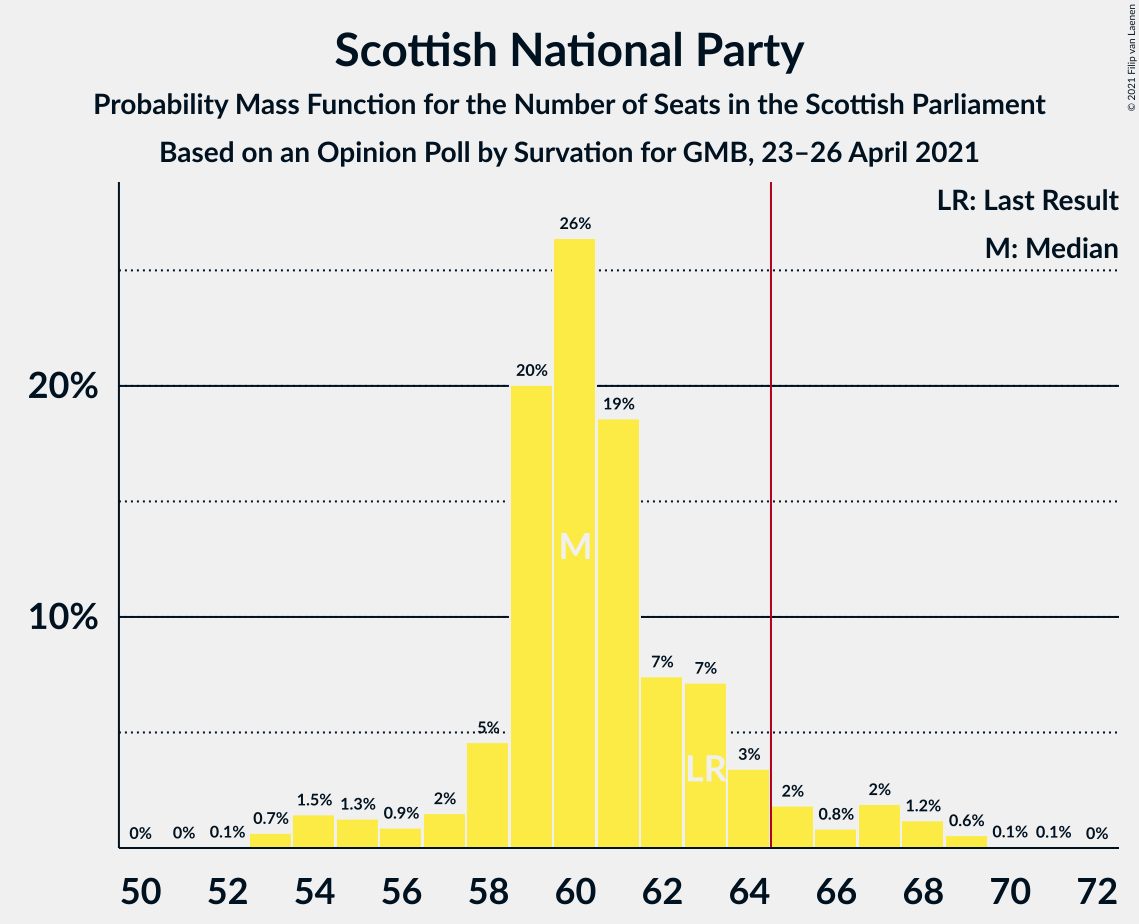 Scottish National Party
Probability Mass Function for the Number of Seats in the Scottish Parliament
Based on an Opinion Poll by Survation for GMB, 23–26 April 2021
© 2021 Filip van Laenen
LR: Last Result
M: Median
26%
20%
20%
19%
M
10%
7%
7%
5%
LR
3%
2%
2%
2%
1.5%
1.3%
1.2%
0.9%
0.8%
0.7%
0.6%
0%
0%
0.1%
0.1%
0.1%
0%
50 52 54 56 58 60 62 64 66 68 70 72